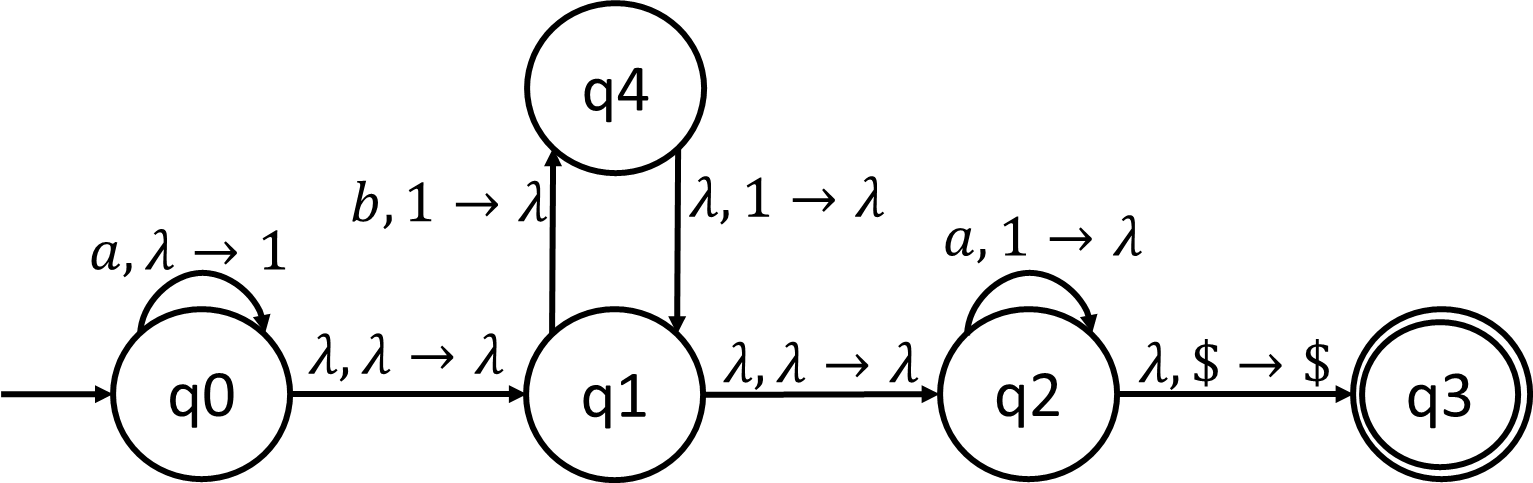 q4
b, 1 → λ
λ, 1 → λ
a, λ → 1
a, 1 → λ
λ, λ → λ
λ, λ → λ
λ, $ → $
q0
q1
q2
q3